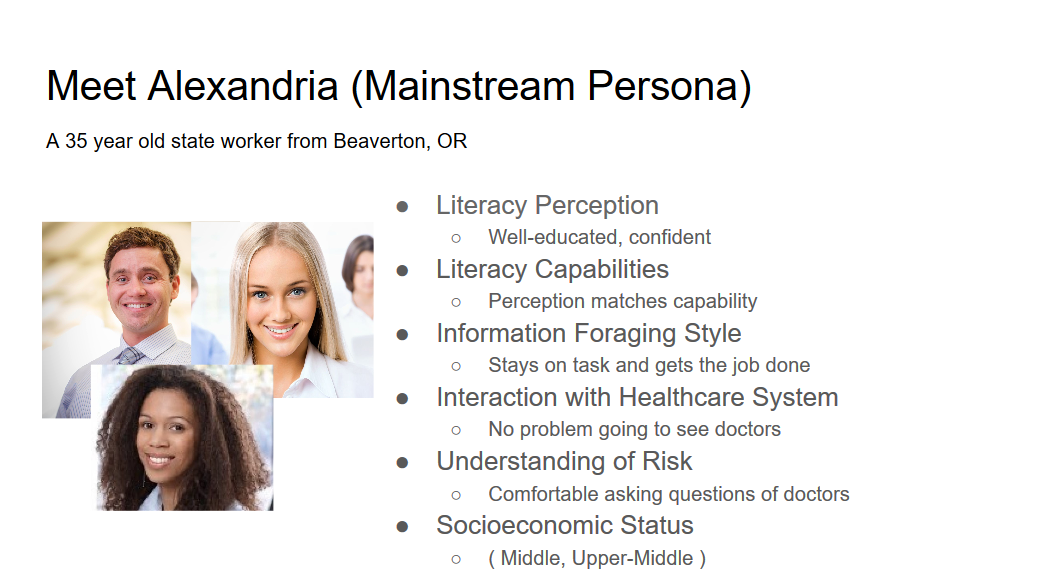 Meet Alexandria (Mainstream Persona)
A 35 year old state worker from Beaverton, OR
● Literacy Perception
○ Well-educated, confident
● Literacy Capabilities
○ Perception matches capability
● Information Foraging Style
○ Stays on task and gets the job done
● Interaction with Healthcare System
○ No problem going to see doctors
● Understanding of Risk
○ Comfortable asking questions of doctors
● Socioeconomic Status
○ ( Middle, Upper-Middle )